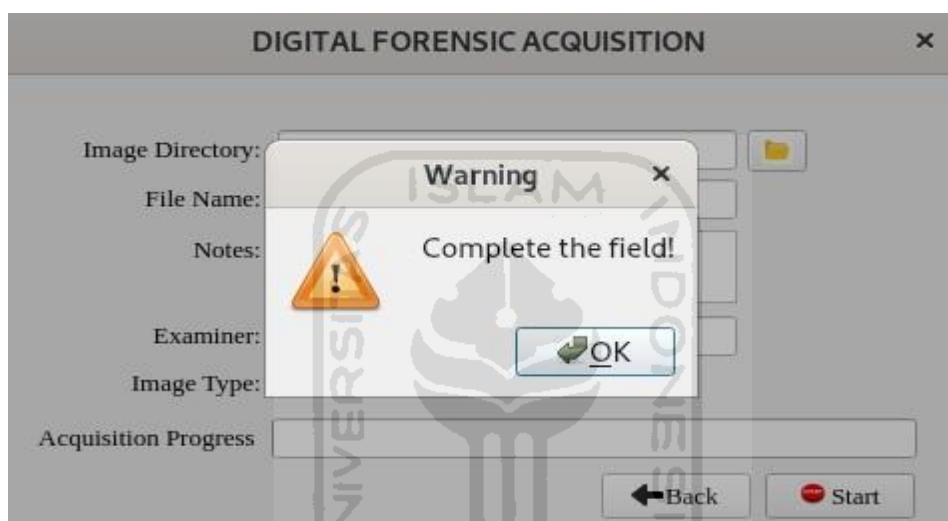 DIGITAL FORENSIC ACQUISITION
Image Directory:
Warning
ISLAM
File Name:
Notes:
Complete the field!
Examiner:
OK
Image Type:
Acquisition Progress
Back
Start